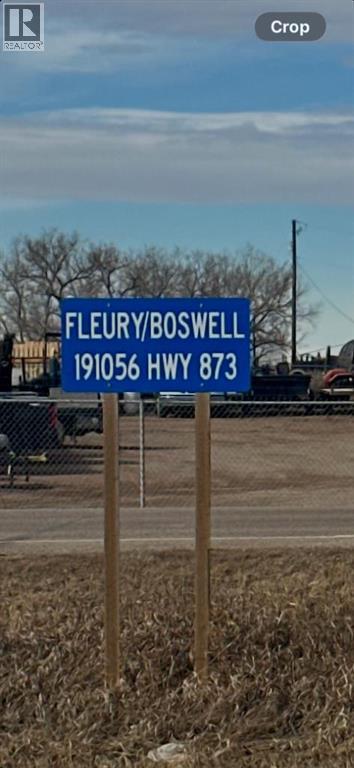 REALTOR®
Crop
FLEURY/BOSWELL
191056 HWY 873